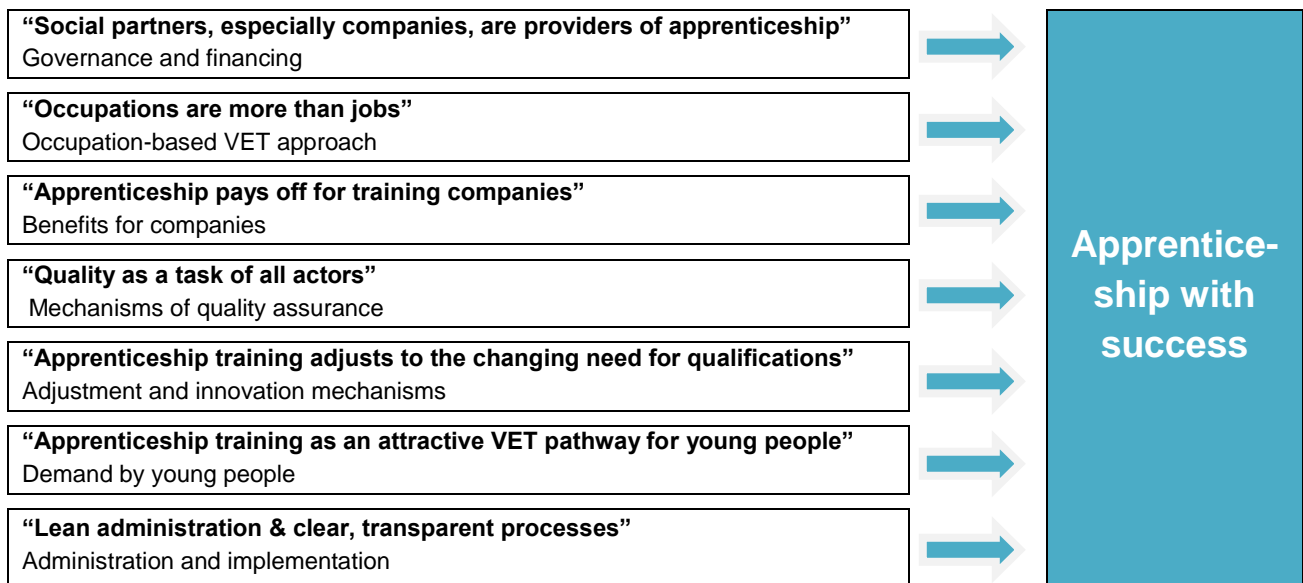 “Social partners, especially companies, are providers of apprenticeship”
Governance and financing
“Occupations are more than jobs”
Occupation-based VET approach
“Apprenticeship pays off for training companies”
Benefits for companies
“Quality as a task of all actors”
Mechanisms of quality assurance
“Apprenticeship training adjusts to the changing need for qualifications”
Adjustment and innovation mechanisms
“Apprenticeship training as an attractive VET pathway for young people”
Demand by young people
“Lean administration & clear, transparent processes”
Administration and implementation
Apprentice-
ship with
success